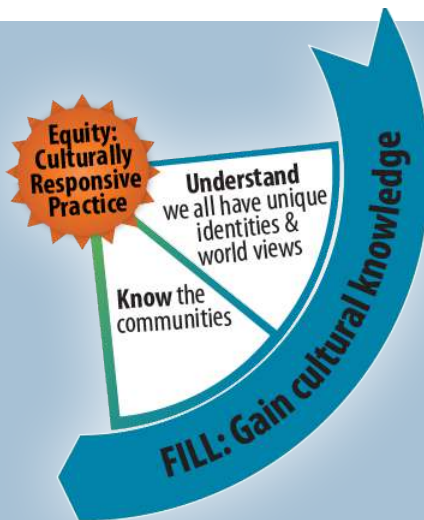 Equity:
Culturally
Responsive
Practice
Understand
we all have unique
identities &
world views
Know the
communities
FILL: Gain cultural knowledge